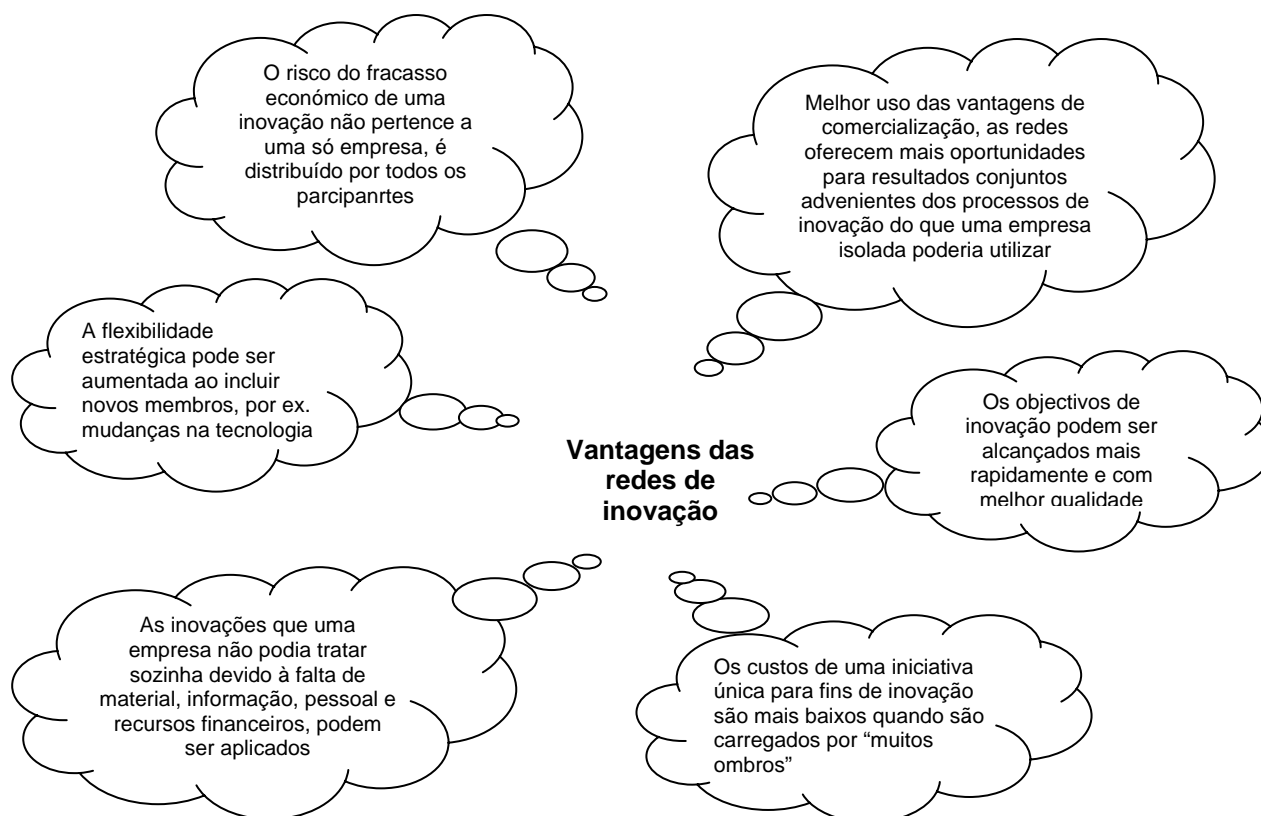 O risco do fracasso
económico de uma
inovação não pertence a
uma só empresa, é
distribuído por todos os
parcipanrtes
Melhor uso das vantagens de
comercialização, as redes
oferecem mais oportunidades
para resultados conjuntos
advenientes dos processos de
inovação do que uma empresa
isolada poderia utilizar
A flexibilidade
estratégica pode ser
aumentada ao incluir
novos membros, por ex.
mudanças na tecnologia
Os objectivos de
inovação podem ser
alcançados mais
rapidamente e com
melhor qualidade
Vantagens das
redes de
inovação
As inovações que uma
empresa não podia tratar
sozinha devido à falta de
material, informação, pessoal e
recursos financeiros, podem
ser aplicados
Os custos de uma iniciativa
única para fins de inovação
são mais baixos quando são
carregados por “muitos
ombros”